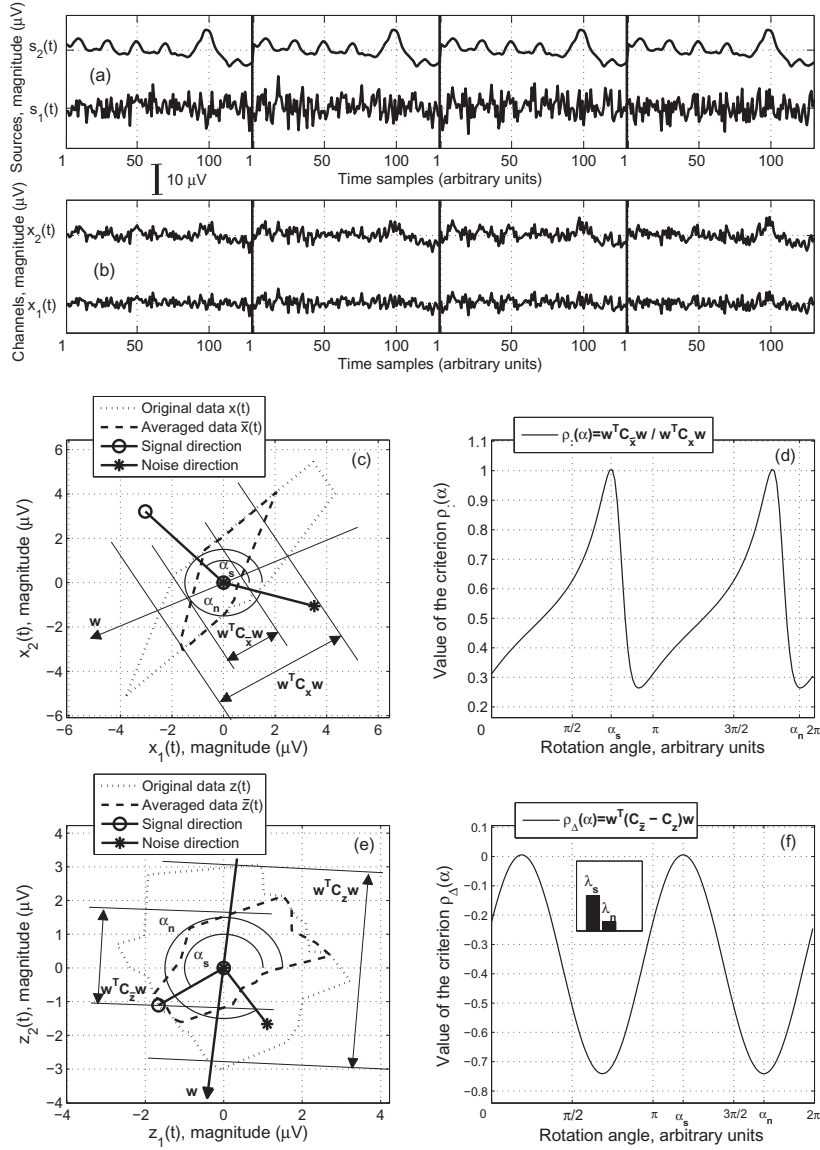 Sources, magnitude (μV)
s₂(t)
(a)
s₁(t)
1 50 100 1 50 100 1 50 100 1 50 100
Time samples (arbitrary units)
10 μV
Channels, magnitude (μV)
x₂(t)
(b)
x₁(t)
1 50 100 1 50 100 1 50 100 1 50 100
Time samples (arbitrary units)
Original data x(t)
Averaged data x̄(t)
Signal direction
Noise direction
(c)
x₂(t), magnitude (μV)
6
4
2
0
−2
−4
−6
αₛ
αₙ
w
wᵀCx̄w
wᵀCₓw
−6 −4 −2 0 2 4 6
x₁(t), magnitude (μV)
ρ:(α)=wᵀCx̄w / wᵀCₓw
(d)
Value of the criterion ρ:(α)
1.1
1
0.9
0.8
0.7
0.6
0.5
0.4
0.3
0.2
0 π/2 αₛ π 3π/2 αₙ 2π
Rotation angle, arbitrary units
Original data z(t)
Averaged data z̄(t)
Signal direction
Noise direction
(e)
z₂(t), magnitude (μV)
4
3
2
1
0
−1
−2
−3
−4
wᵀC_z w
αₙ
αₛ
wᵀC_z̄ w
w
−4 −2 0 2 4
z₁(t), magnitude (μV)
ρΔ(α)=wᵀ(C_z̄ − C_z)w
(f)
Value of the criterion ρΔ(α)
0.1
0
−0.1
−0.2
−0.3
−0.4
−0.5
−0.6
−0.7
−0.8
λₛ
λₙ
0 π/2 π αₛ 3π/2 αₙ 2π
Rotation angle, arbitrary units